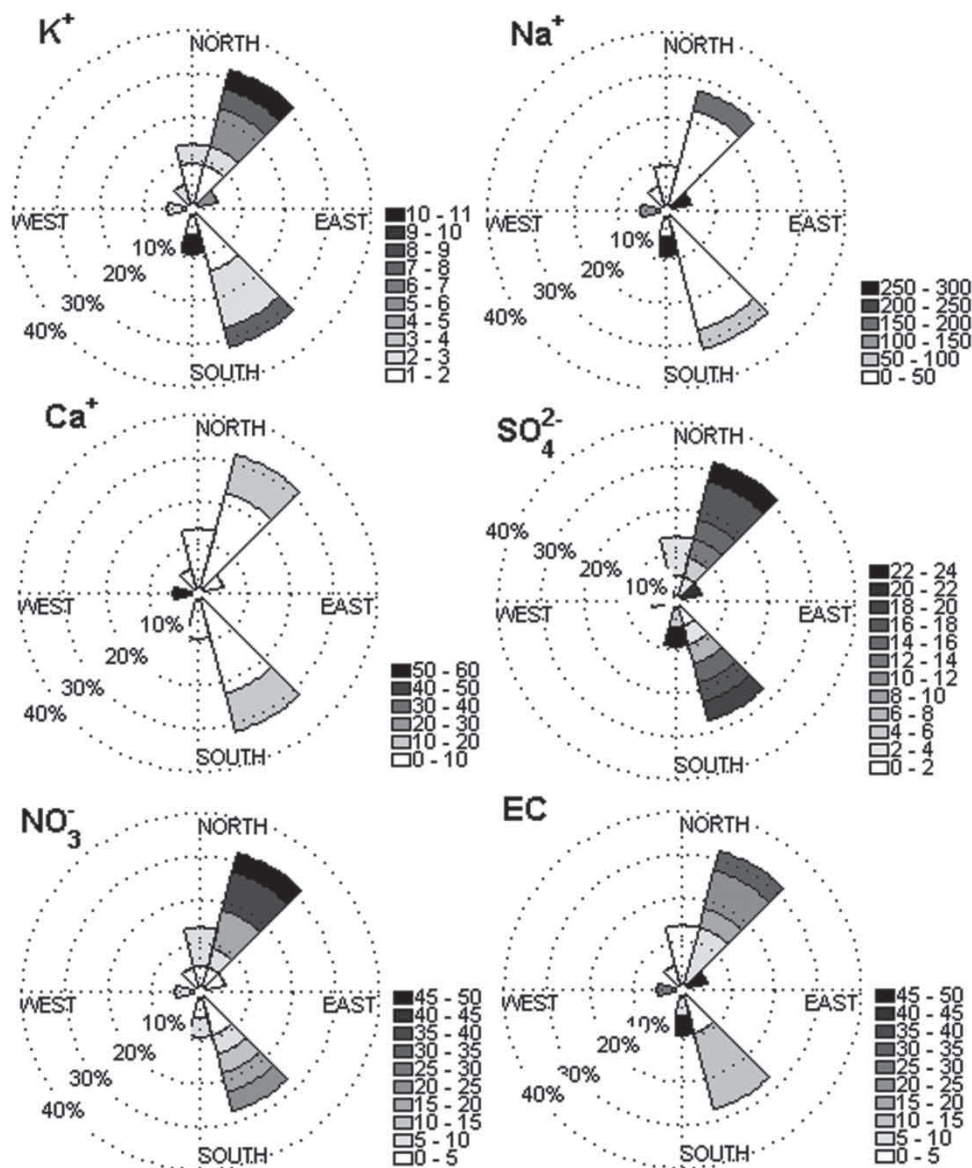 K⁺
NORTH
WEST
EAST
SOUTH
10%
20%
30%
40%
10 - 11
9 - 10
8 - 9
7 - 8
6 - 7
5 - 6
4 - 5
3 - 4
2 - 3
1 - 2
Na⁺
NORTH
WEST
EAST
SOUTH
10%
20%
30%
40%
250 - 300
200 - 250
150 - 200
100 - 150
50 - 100
0 - 50
Ca⁺
NORTH
WEST
EAST
SOUTH
10%
20%
30%
40%
50 - 60
40 - 50
30 - 40
20 - 30
10 - 20
0 - 10
SO₄²⁻
NORTH
WEST
EAST
SOUTH
40%
30%
20%
10%
22 - 24
20 - 22
18 - 20
16 - 18
14 - 16
12 - 14
10 - 12
8 - 10
6 - 8
4 - 6
2 - 4
0 - 2
NO₃⁻
NORTH
WEST
EAST
SOUTH
10%
20%
30%
40%
45 - 50
40 - 45
35 - 40
30 - 35
25 - 30
20 - 25
15 - 20
10 - 15
5 - 10
0 - 5
EC
NORTH
WEST
EAST
SOUTH
10%
20%
30%
40%
45 - 50
40 - 45
35 - 40
30 - 35
25 - 30
20 - 25
15 - 20
10 - 15
5 - 10
0 - 5